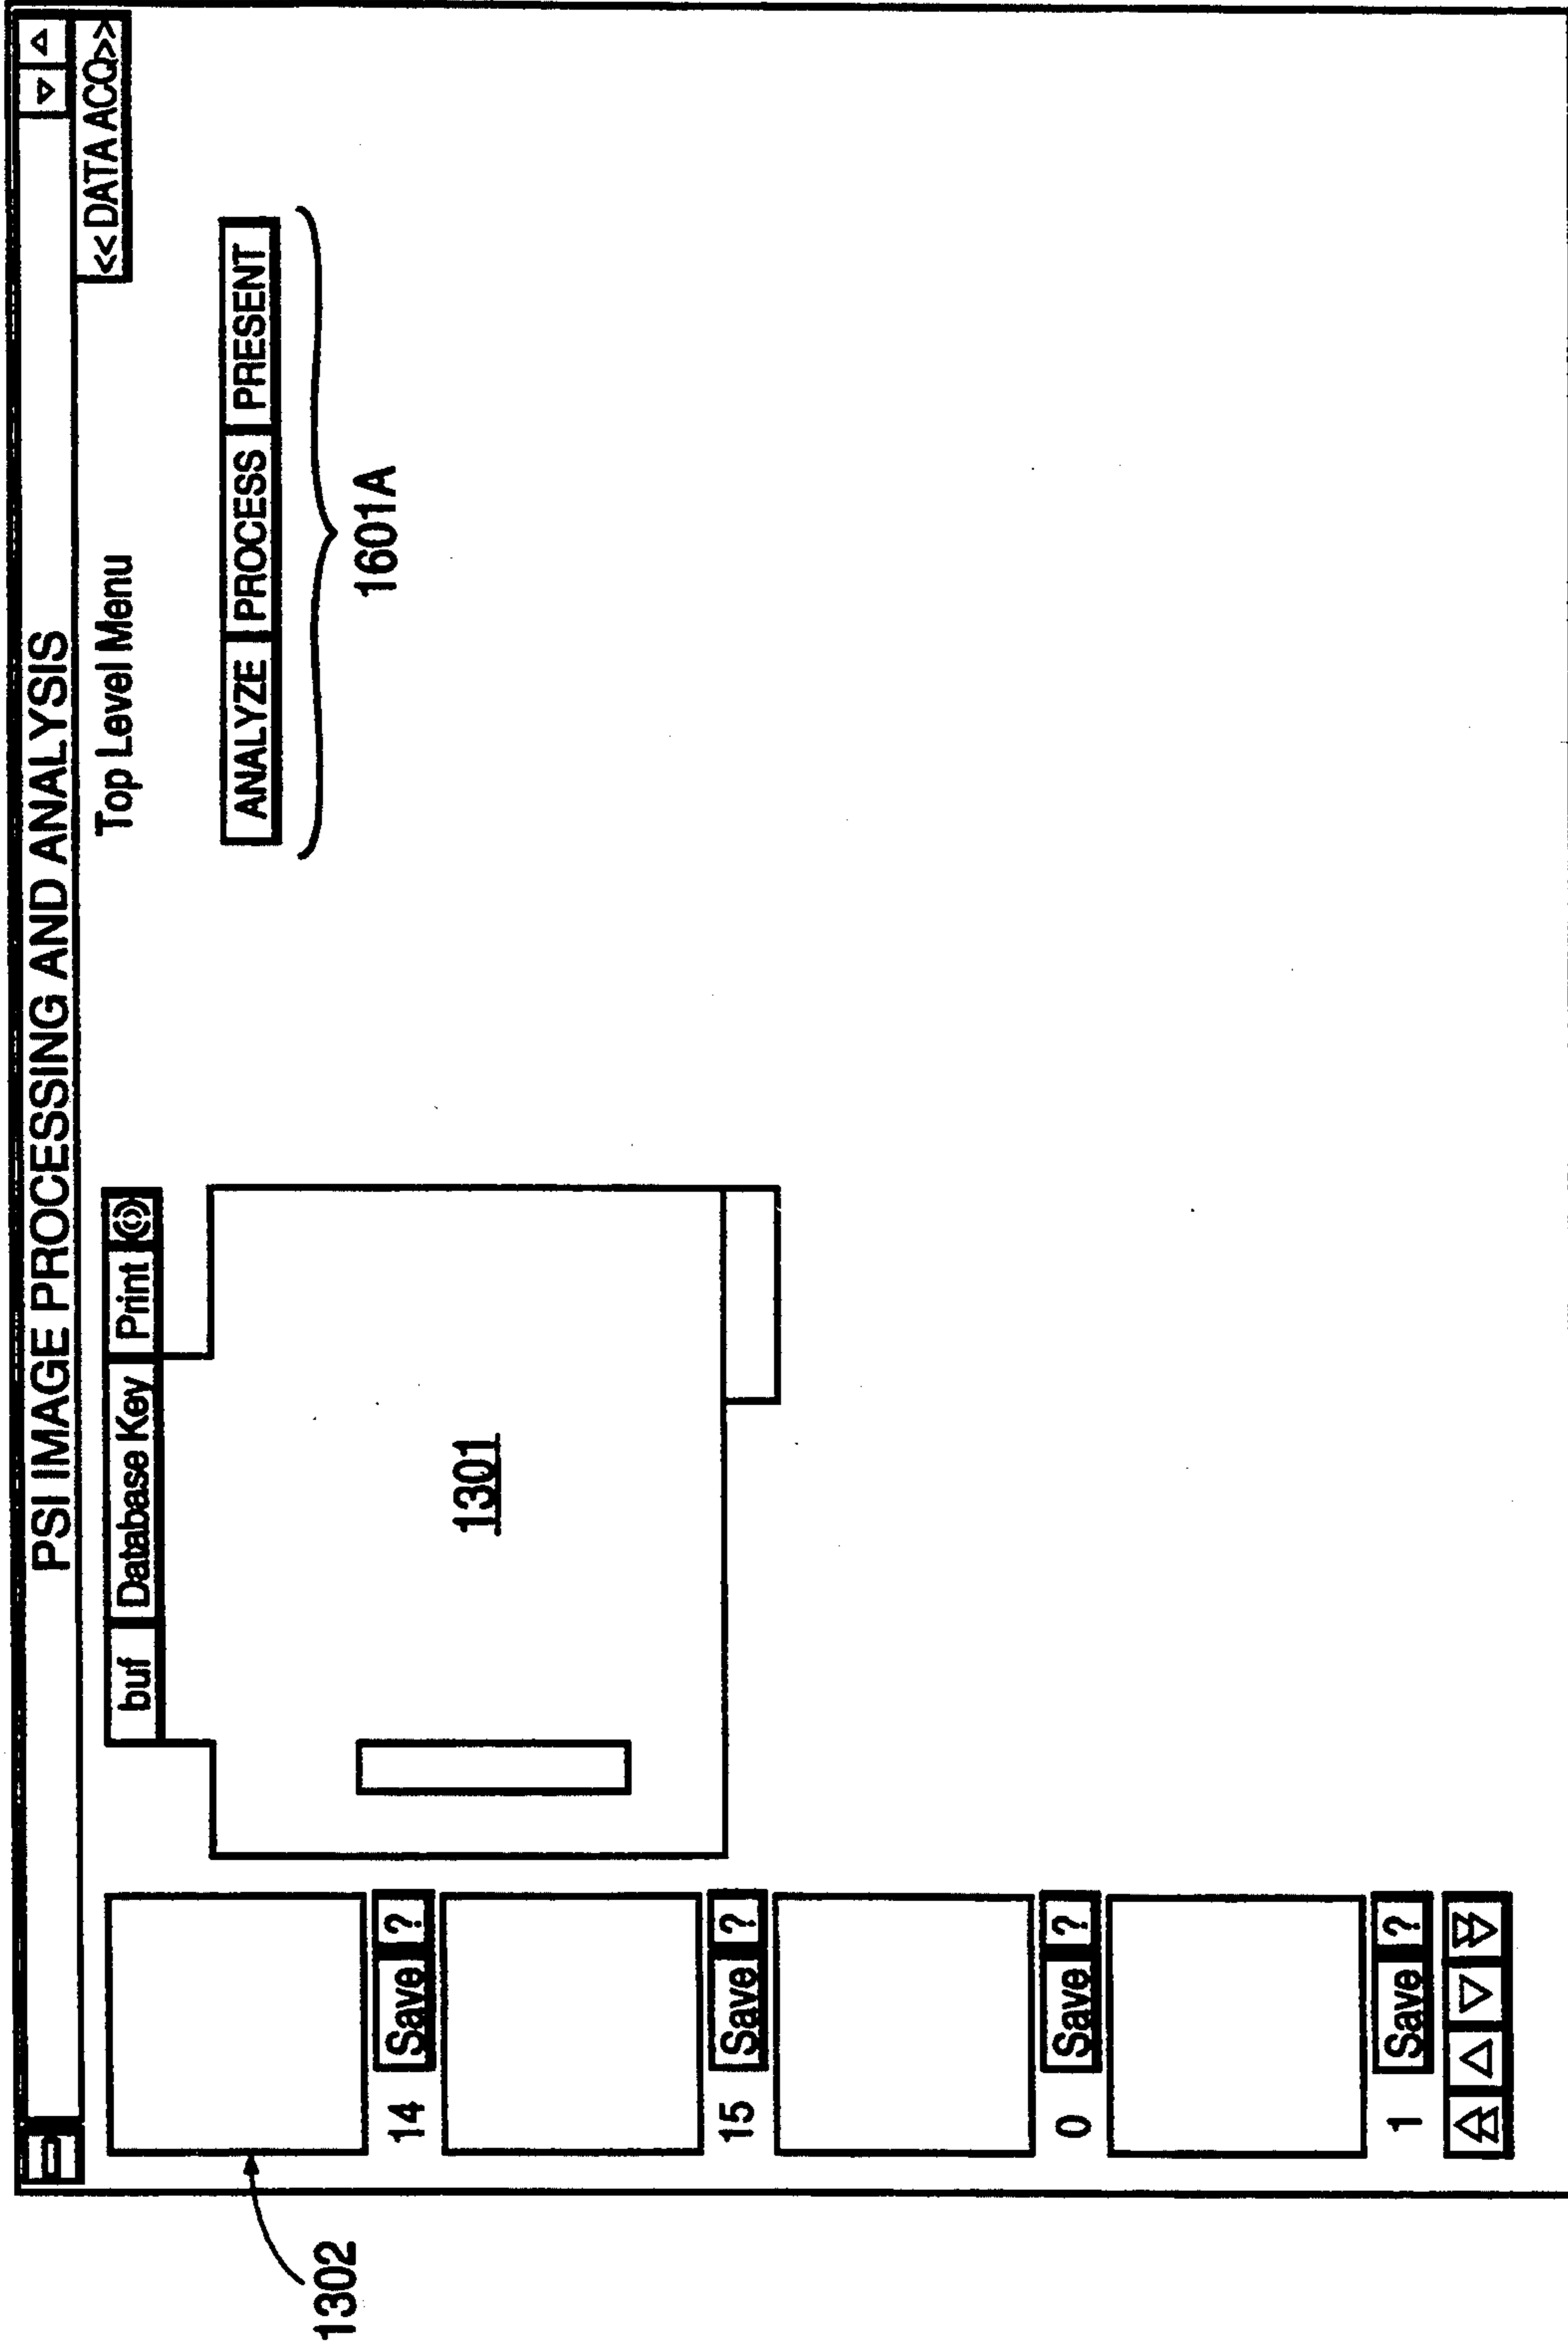 PSI IMAGE PROCESSING AND ANALYSIS
<<DATA ACQ>>
Top Level Menu
buf Database Key Print
ANALYZE PROCESS PRESENT
1601A
1301
1302
14 Save ?
15 Save ?
0 Save ?
1 Save ?